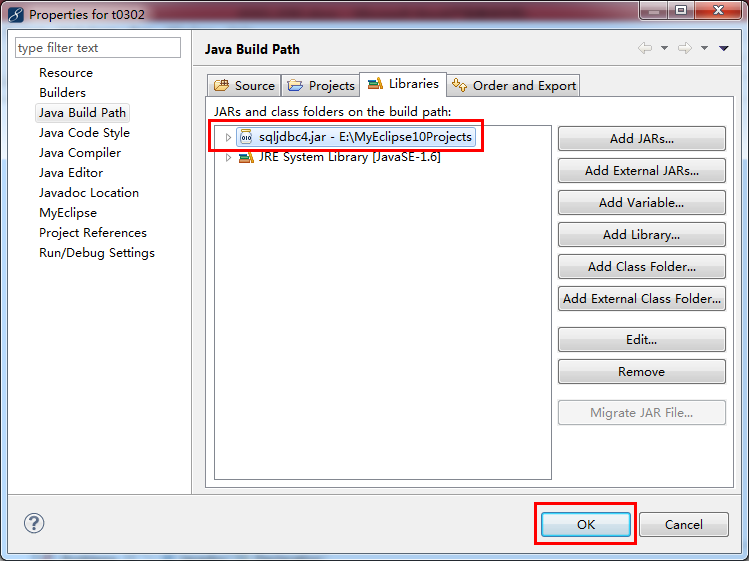 Properties for t0302
type filter text
Resource
Builders
Java Build Path
Java Code Style
Java Compiler
Java Editor
Javadoc Location
MyEclipse
Project References
Run/Debug Settings
Java Build Path
Source
Projects
Libraries
Order and Export
JARs and class folders on the build path:
sqljdbc4.jar - E:\MyEclipse10Projects
JRE System Library [JavaSE-1.6]
Add JARs...
Add External JARs...
Add Variable...
Add Library...
Add Class Folder...
Add External Class Folder...
Edit...
Remove
Migrate JAR File...
?
OK
Cancel